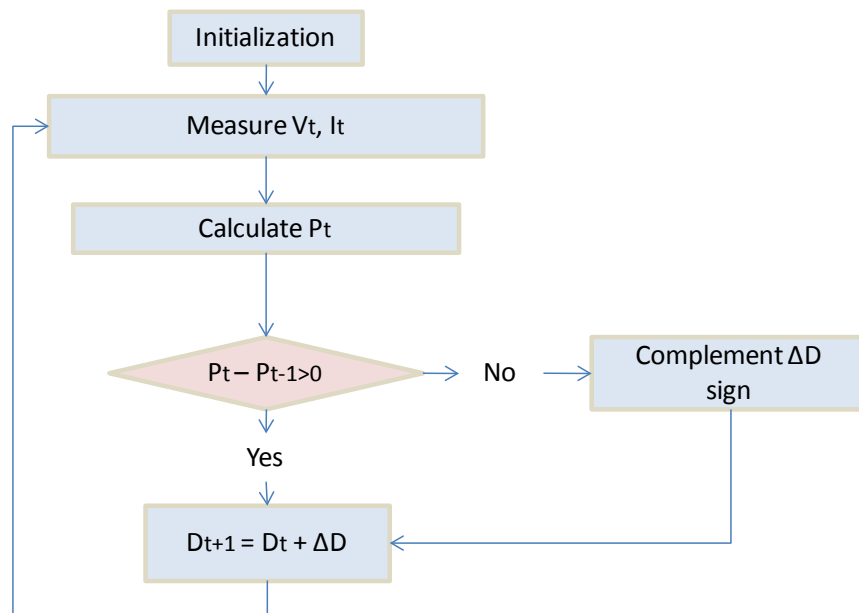 Initialization
Measure Vt, It
Calculate Pt
Pt – Pt-1>0
No
Complement ΔD
sign
Yes
Dt+1 = Dt + ΔD